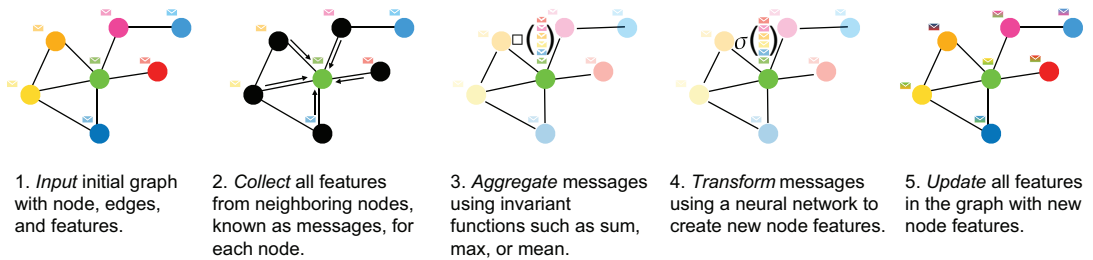 □( )
σ( )
1. Input initial graph
with node, edges,
and features.
2. Collect all features
from neighboring nodes,
known as messages, for
each node.
3. Aggregate messages
using invariant
functions such as sum,
max, or mean.
4. Transform messages
using a neural network to
create new node features.
5. Update all features
in the graph with new
node features.